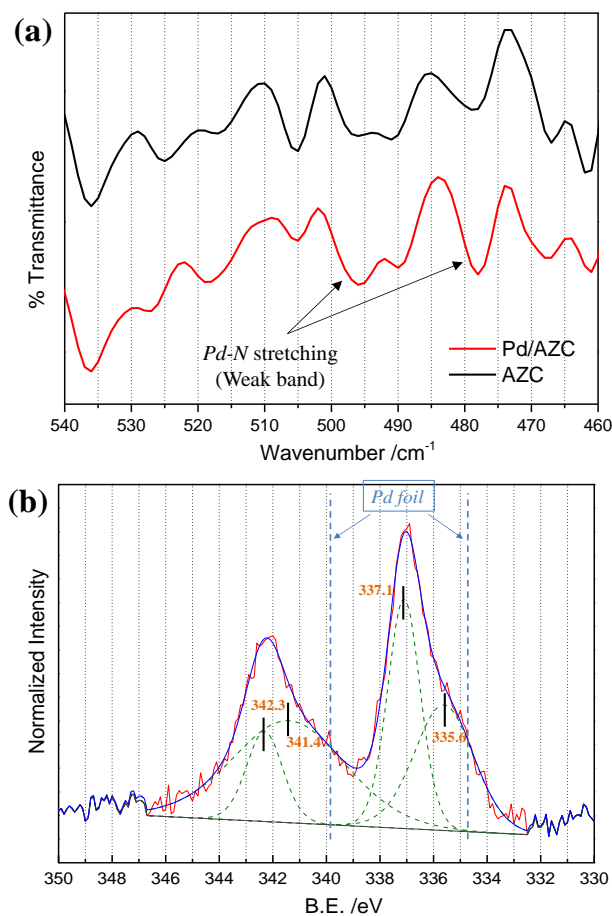 (a)
% Transmittance
Pd-N stretching
(Weak band)
Pd/AZC
AZC
540 530 520 510 500 490 480 470 460
Wavenumber /cm-1
(b)
Pd foil
Normalized Intensity
337.1
342.3
341.4
335.6
350 348 346 344 342 340 338 336 334 332 330
B.E. /eV